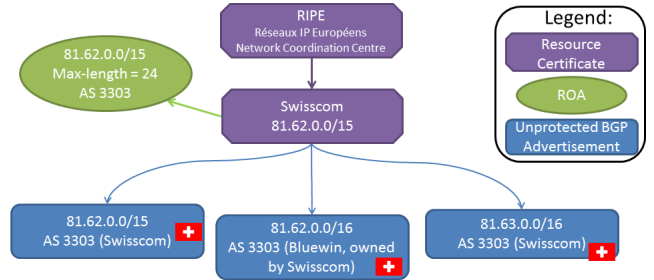 RIPE
Réseaux IP Européens
Network Coordination Centre
Legend:
Resource
Certificate
ROA
Unprotected BGP
Advertisement
81.62.0.0/15
Max-length = 24
AS 3303
Swisscom
81.62.0.0/15
81.62.0.0/15
AS 3303 (Swisscom)
81.62.0.0/16
AS 3303 (Bluewin, owned
by Swisscom)
81.63.0.0/16
AS 3303 (Swisscom)